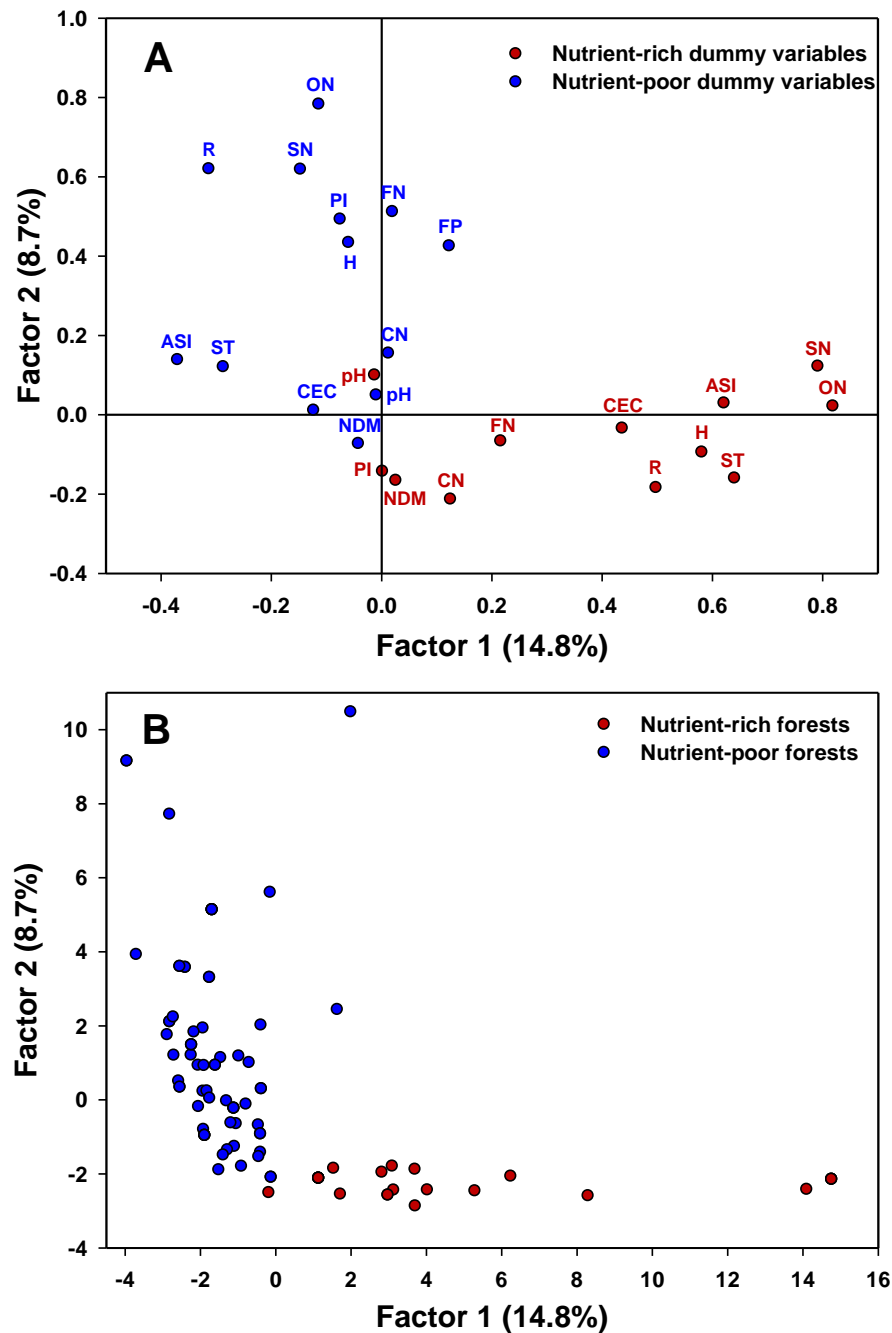 A
Nutrient-rich dummy variables
Nutrient-poor dummy variables
1.0
0.8
0.6
0.4
0.2
0.0
-0.2
-0.4
Factor 2 (8.7%)
ON
R
SN
PI
FN
FP
H
ASI
ST
CN
pH
SN
ASI
ON
CEC
pH
CEC
NDM
FN
H
PI
R
ST
NDM
CN
-0.4
-0.2
0.0
0.2
0.4
0.6
0.8
Factor 1 (14.8%)
B
Nutrient-rich forests
Nutrient-poor forests
10
8
6
4
2
0
-2
-4
Factor 2 (8.7%)
-4
-2
0
2
4
6
8
10
12
14
16
Factor 1 (14.8%)